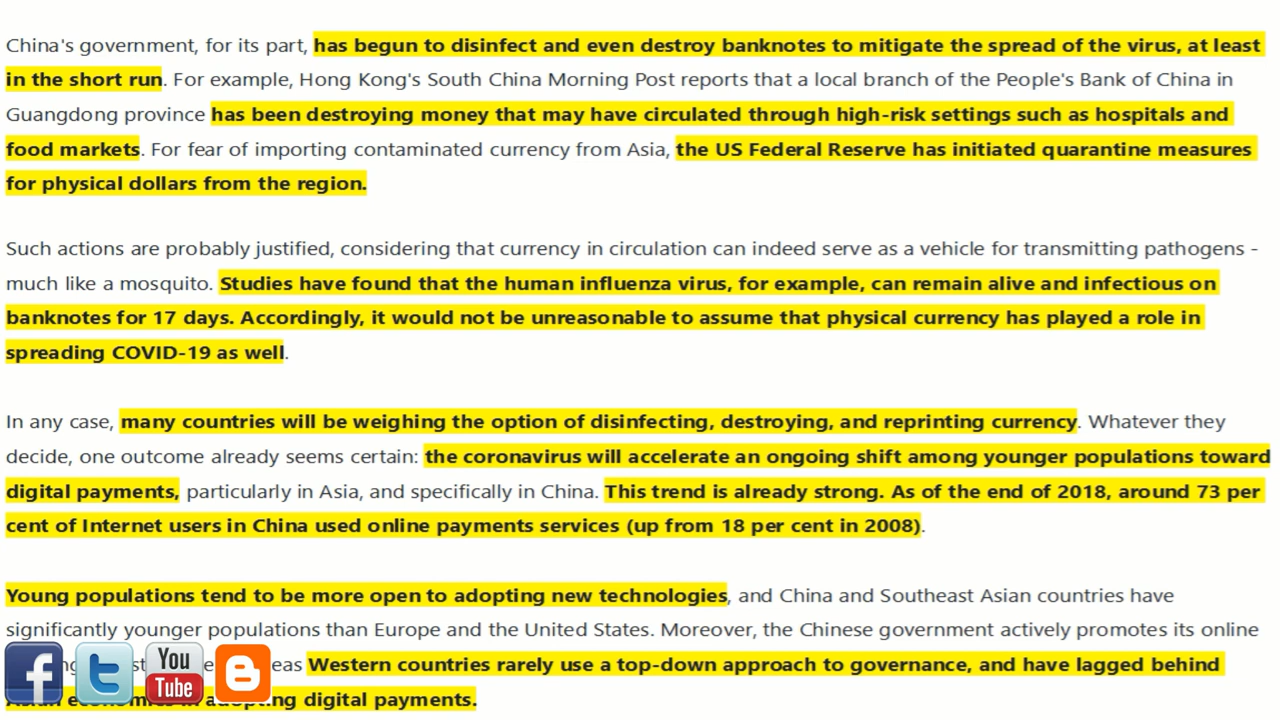 China's government, for its part, has begun to disinfect and even destroy banknotes to mitigate the spread of the virus, at least
in the short run. For example, Hong Kong's South China Morning Post reports that a local branch of the People's Bank of China in
Guangdong province has been destroying money that may have circulated through high-risk settings such as hospitals and
food markets. For fear of importing contaminated currency from Asia, the US Federal Reserve has initiated quarantine measures
for physical dollars from the region.
Such actions are probably justified, considering that currency in circulation can indeed serve as a vehicle for transmitting pathogens -
much like a mosquito. Studies have found that the human influenza virus, for example, can remain alive and infectious on
banknotes for 17 days. Accordingly, it would not be unreasonable to assume that physical currency has played a role in
spreading COVID-19 as well.
In any case, many countries will be weighing the option of disinfecting, destroying, and reprinting currency. Whatever they
decide, one outcome already seems certain: the coronavirus will accelerate an ongoing shift among younger populations toward
digital payments, particularly in Asia, and specifically in China. This trend is already strong. As of the end of 2018, around 73 per
cent of Internet users in China used online payments services (up from 18 per cent in 2008).
Young populations tend to be more open to adopting new technologies, and China and Southeast Asian countries have
significantly younger populations than Europe and the United States. Moreover, the Chinese government actively promotes its online
Western countries rarely use a top-down approach to governance, and have lagged behind
digital payments.
f t You Tube B